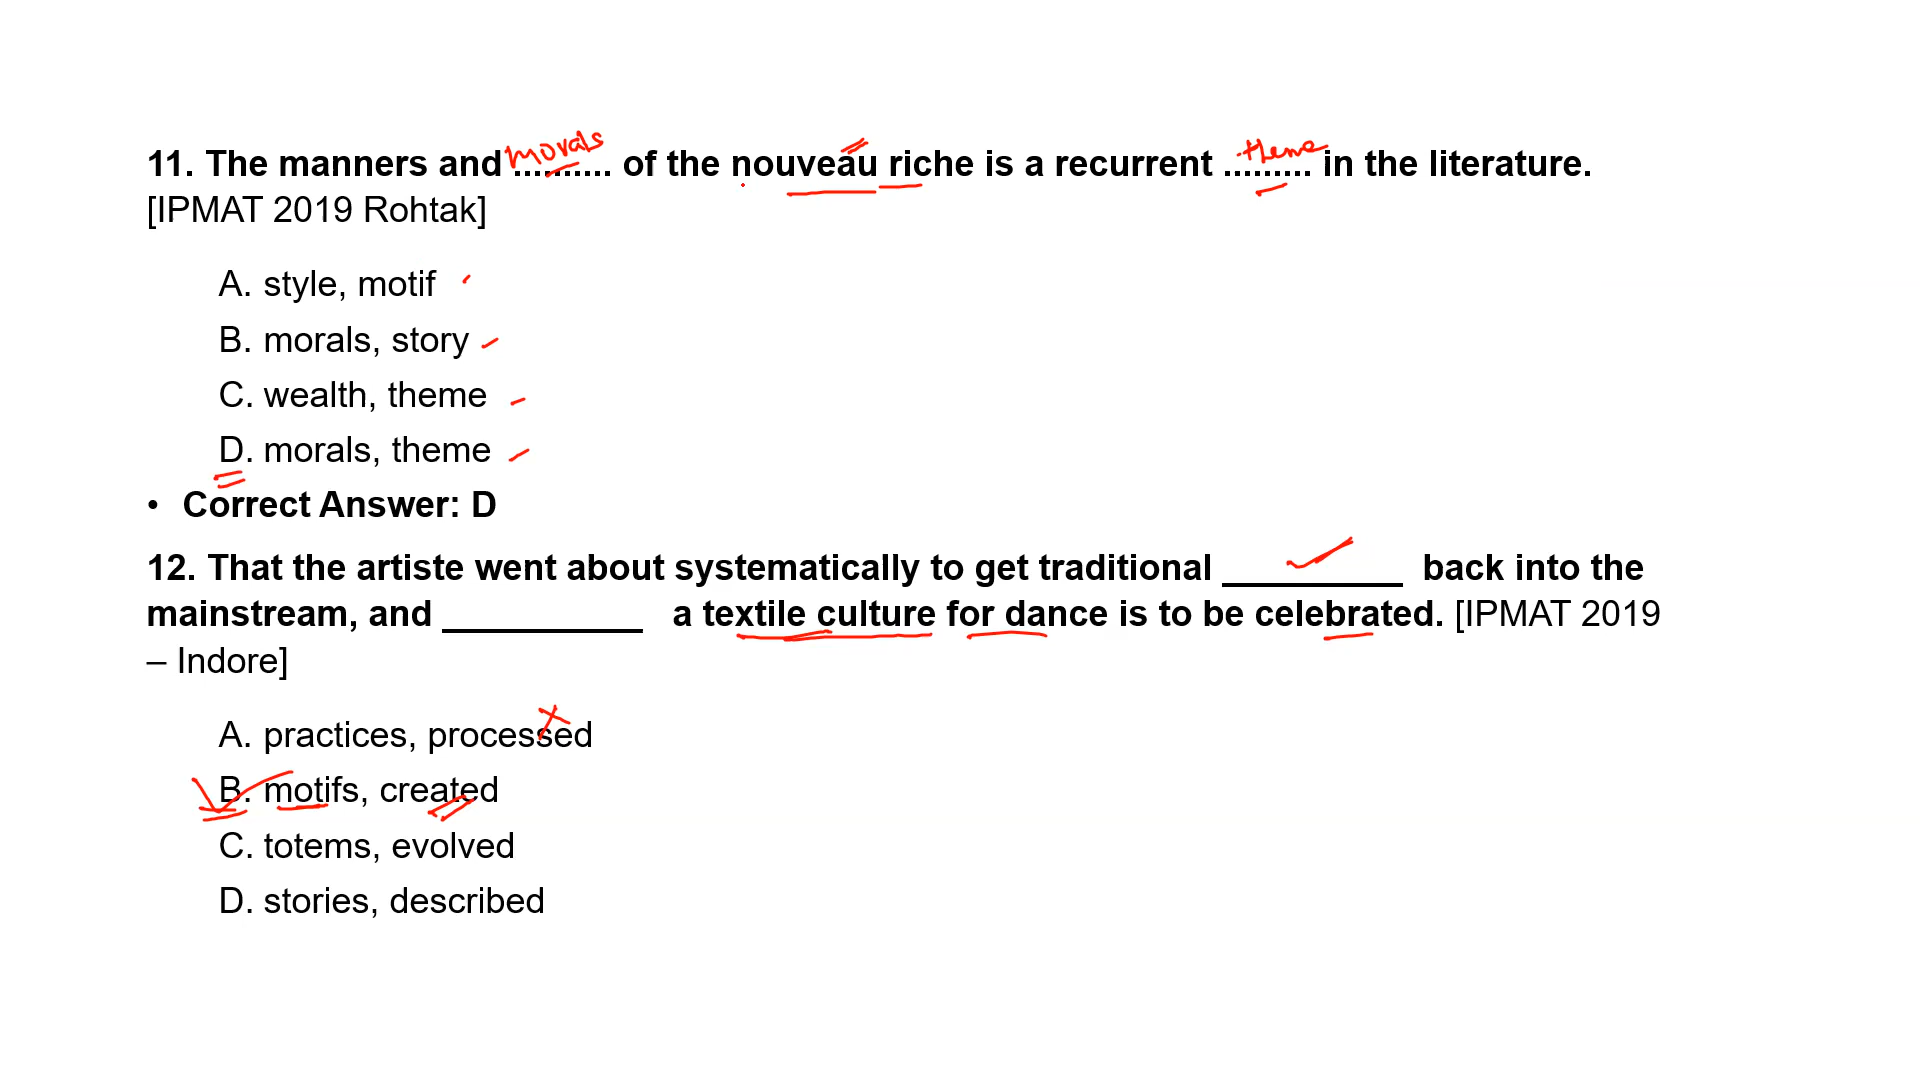 morals theme
11. The manners and .......... of the nouveau riche is a recurrent ......... in the literature.
[IPMAT 2019 Rohtak]
A. style, motif
B. morals, story
C. wealth, theme
D. morals, theme
• Correct Answer: D
12. That the artiste went about systematically to get traditional _________ back into the
mainstream, and __________ a textile culture for dance is to be celebrated. [IPMAT 2019
– Indore]
A. practices, processed
B. motifs, created
C. totems, evolved
D. stories, described